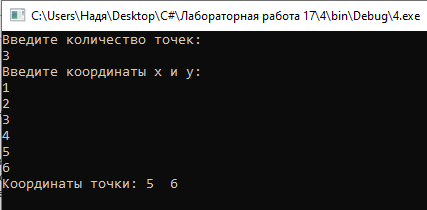 C:\Users\Надя\Desktop\C#\Лабораторная работа 17\4\bin\Debug\4.exe
Введите количество точек:
3
Введите координаты x и y:
1
2
3
4
5
6
Координаты точки: 5  6